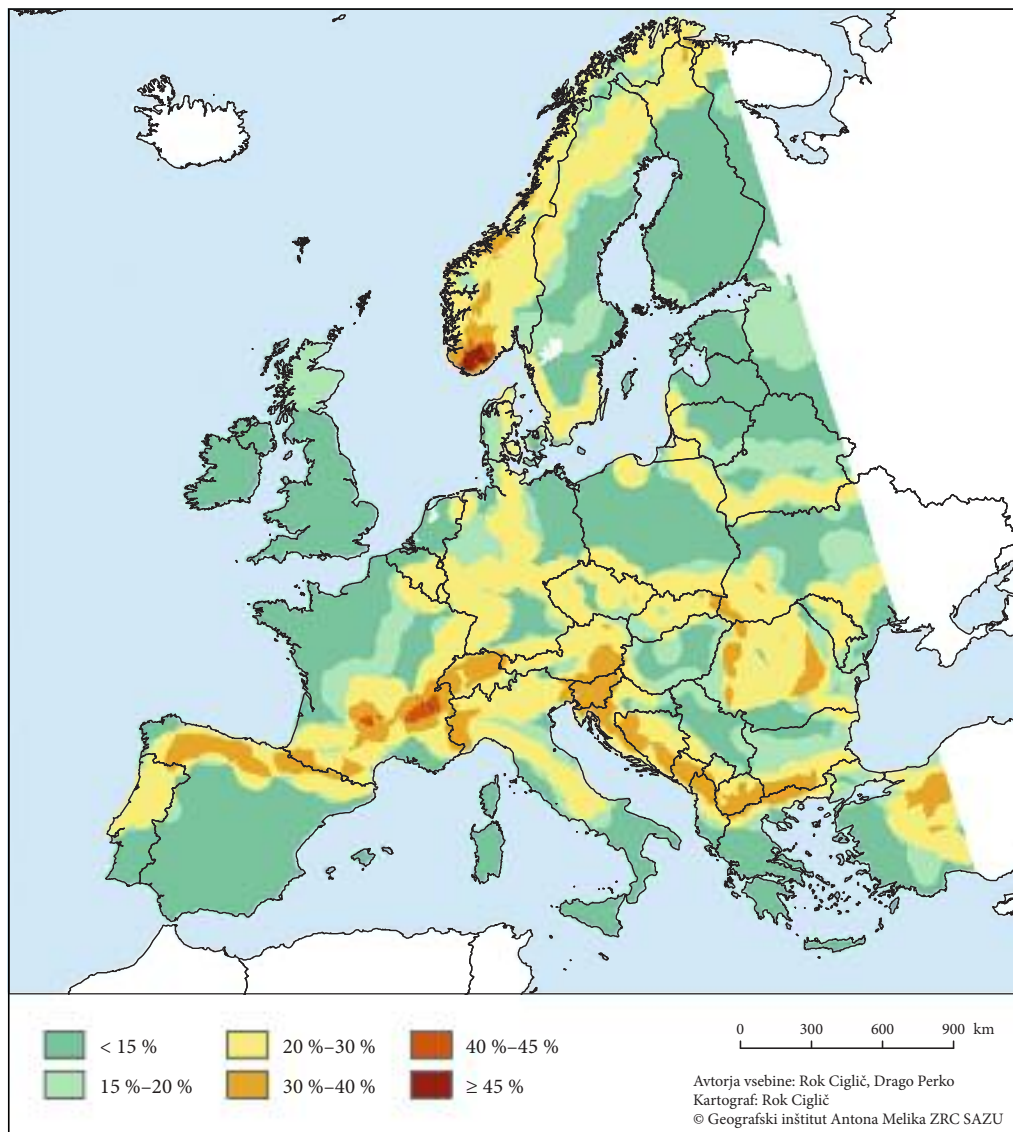 < 15 %
15 %–20 %
20 %–30 %
30 %–40 %
40 %–45 %
≥ 45 %
0 300 600 900 km
Avtorja vsebine: Rok Ciglič, Drago Perko
Kartograf: Rok Ciglič
© Geografski inštitut Antona Melika ZRC SAZU